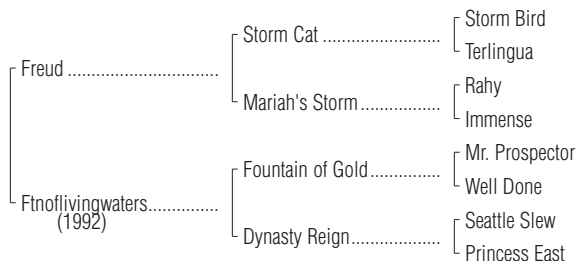 Storm Bird
Storm Cat ........................
Terlingua
Freud ................................
Rahy
Mariah's Storm.................
Immense
Mr. Prospector
Fountain of Gold...............
Well Done
Ftnoflivingwaters...............
(1992)
Seattle Slew
Dynasty Reign...................
Princess East